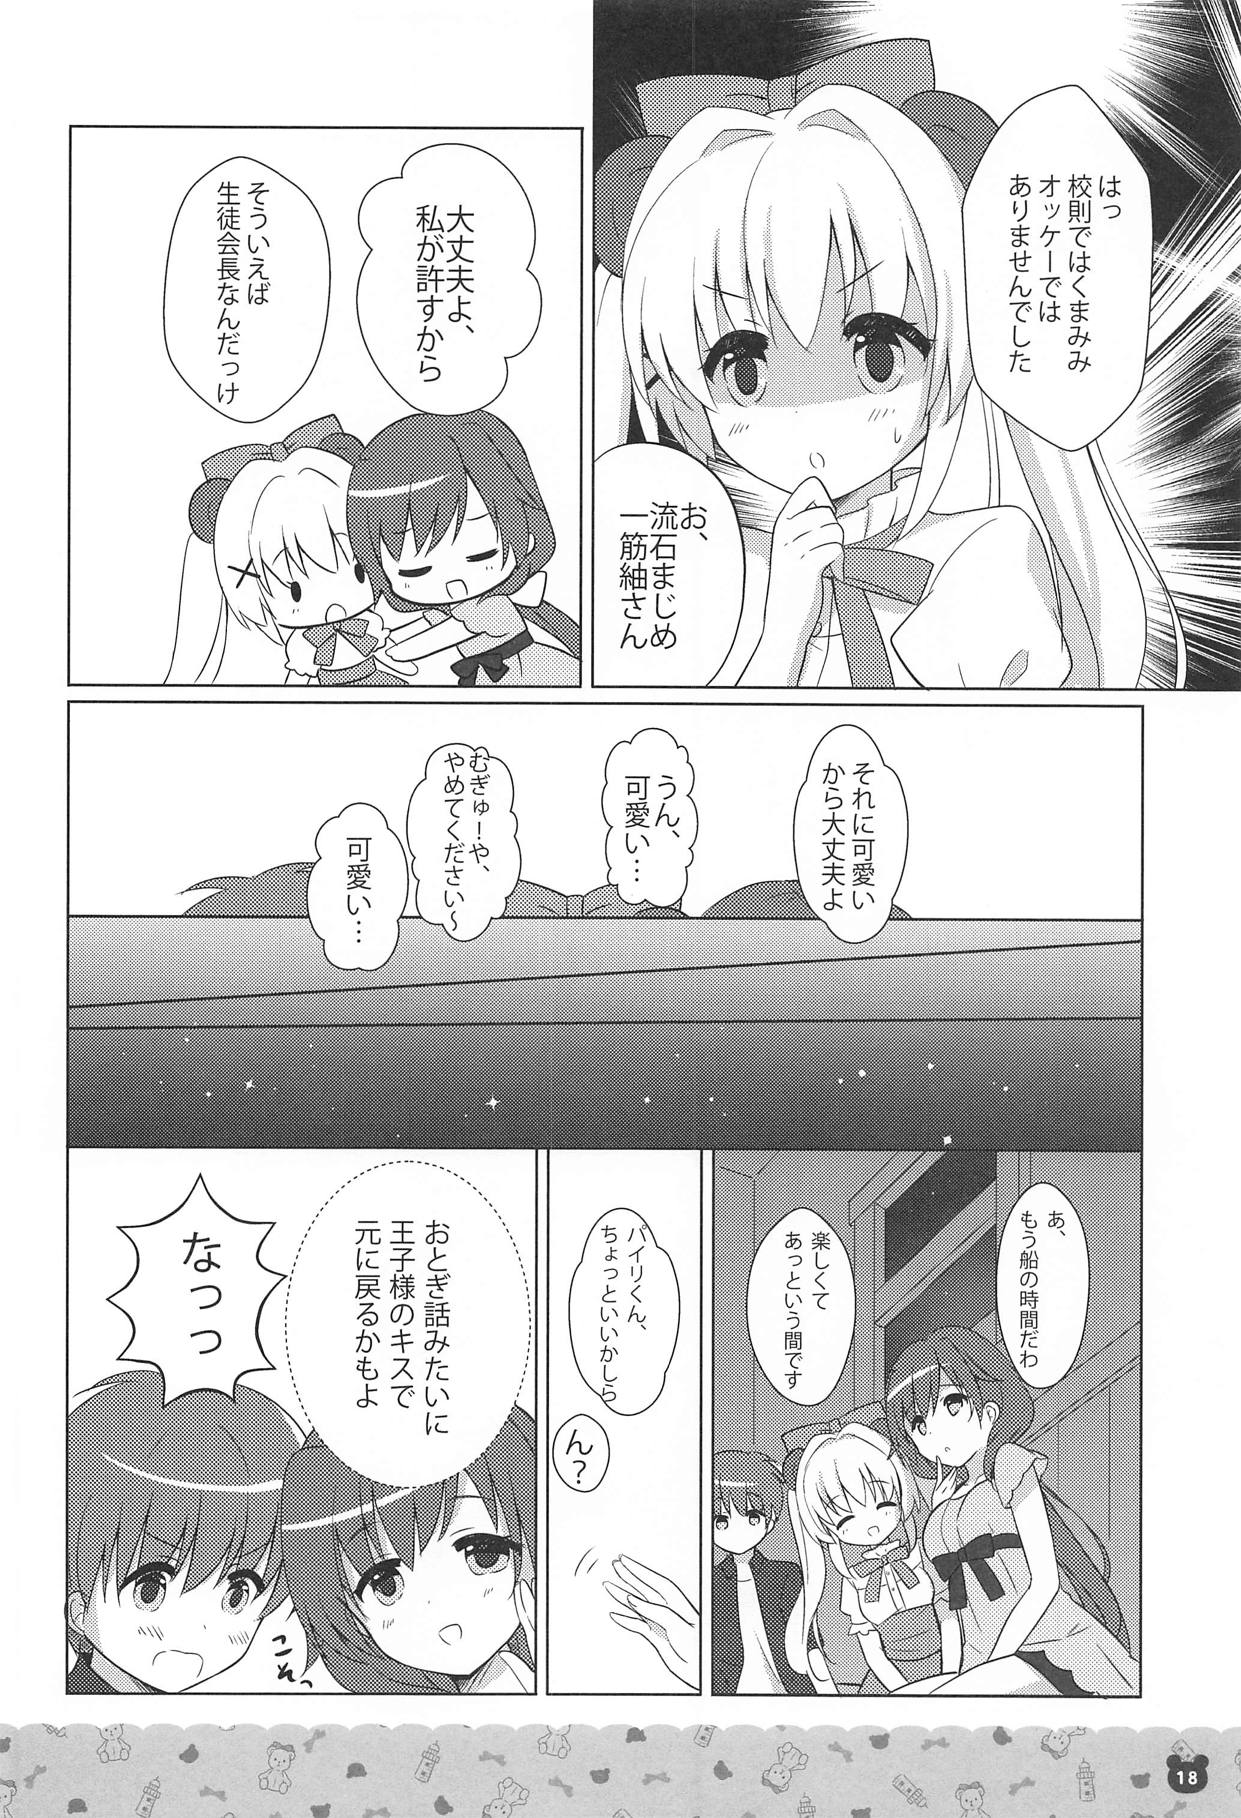 はっ
校則ではくまみみ
オッケーでは
ありませんでした
お、
流石まじめ
一筋紬さん
大丈夫よ、
私が許すから
そういえば
生徒会長なんだっけ
それに可愛い
から大丈夫よ
うん、
可愛い…
むぎゅーや、
やめてください〜
可愛い…
あ、
もう船の時間だわ
楽しくて
あっという間です
パイリくん、
ちょっといいかしら
ん？
おとぎ話みたいに
王子様のキスで
元に戻るかもよ
なっっ
こそっ
18